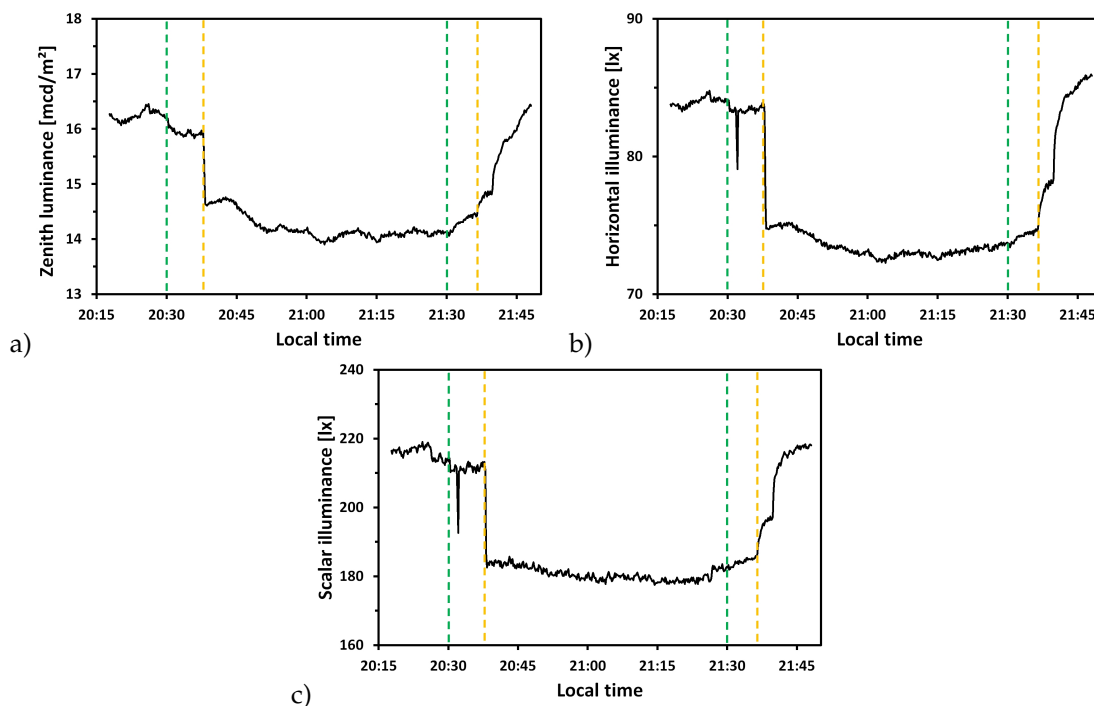 18
17
16
15
14
13
Zenith luminance [mcd/m²]
20:15 20:30 20:45 21:00 21:15 21:30 21:45
Local time
a)
90
80
70
Horizontal illuminance [lx]
20:15 20:30 20:45 21:00 21:15 21:30 21:45
Local time
b)
240
220
200
180
160
Scalar illuminance [lx]
20:15 20:30 20:45 21:00 21:15 21:30 21:45
Local time
c)